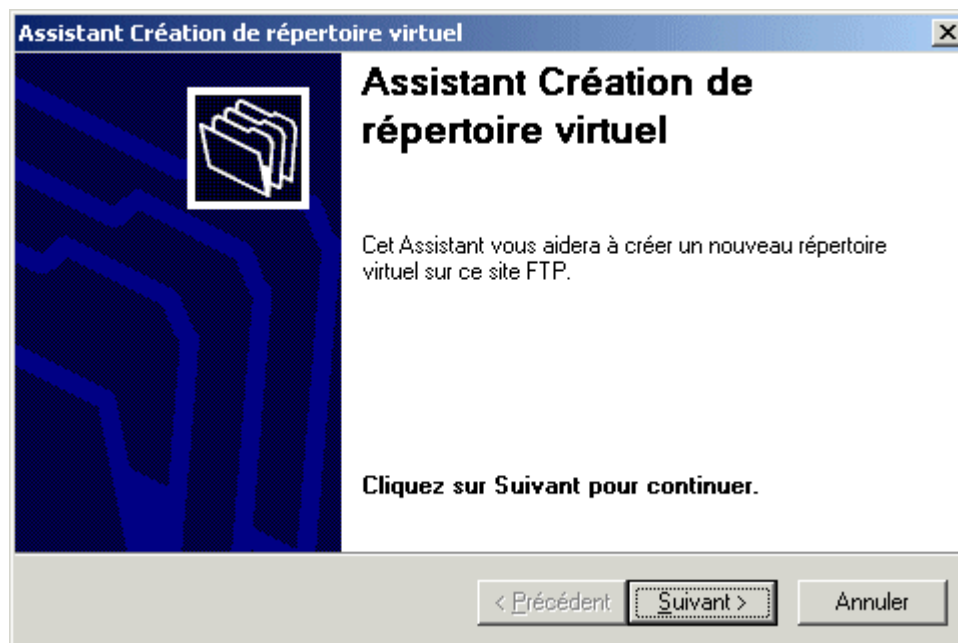 Assistant Création de répertoire virtuel
Assistant Création de
répertoire virtuel
Cet Assistant vous aidera à créer un nouveau répertoire
virtuel sur ce site FTP.
Cliquez sur Suivant pour continuer.
< Précédent
Suivant >
Annuler